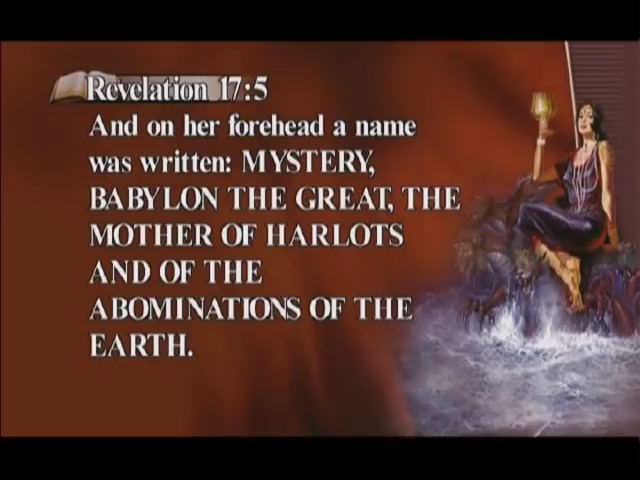 Revelation 17:5
And on her forehead a name
was written: MYSTERY,
BABYLON THE GREAT, THE
MOTHER OF HARLOTS
AND OF THE
ABOMINATIONS OF THE
EARTH.